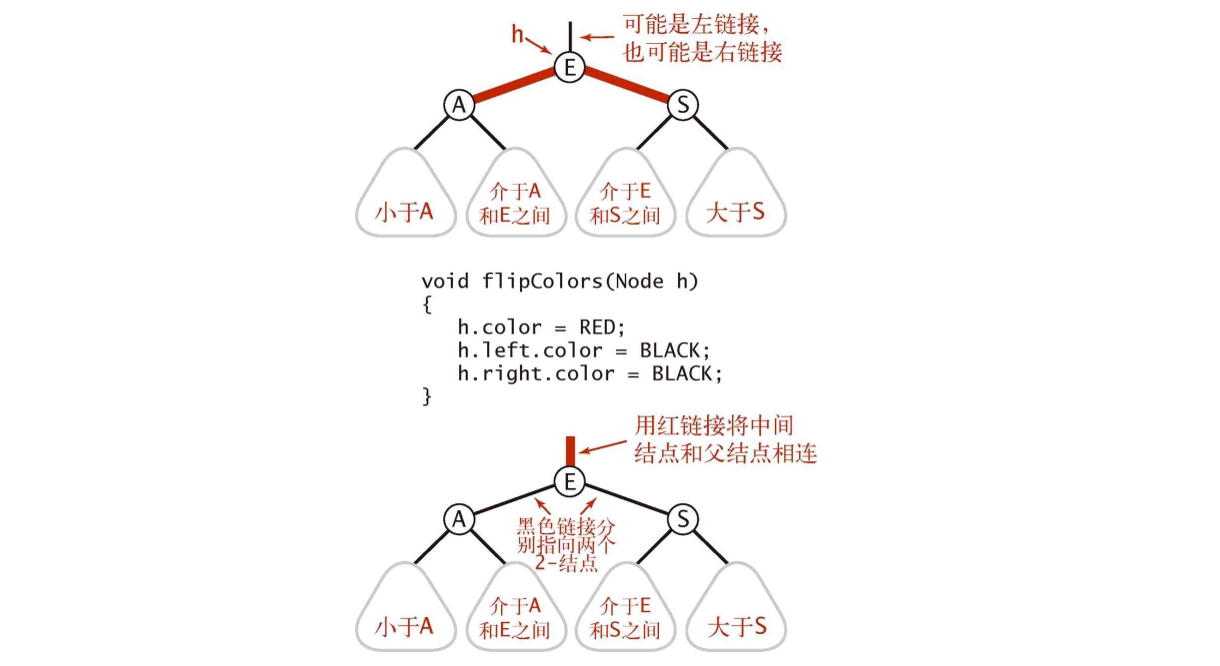 可能是左链接，
也可能是右链接
h
E
A
S
小于A
介于A
和E之间
介于E
和S之间
大于S
void flipColors(Node h)
{
   h.color = RED;
   h.left.color = BLACK;
   h.right.color = BLACK;
}
用红链接将中间
结点和父结点相连
E
A
S
黑色链接分
别指向两个
2-结点
小于A
介于A
和E之间
介于E
和S之间
大于S